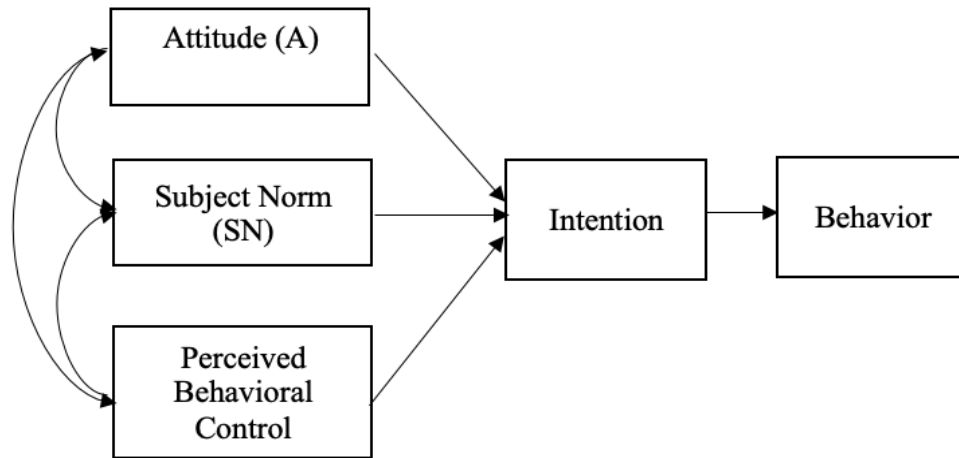 Attitude (A)
Subject Norm
(SN)
Perceived
Behavioral
Control
Intention
Behavior